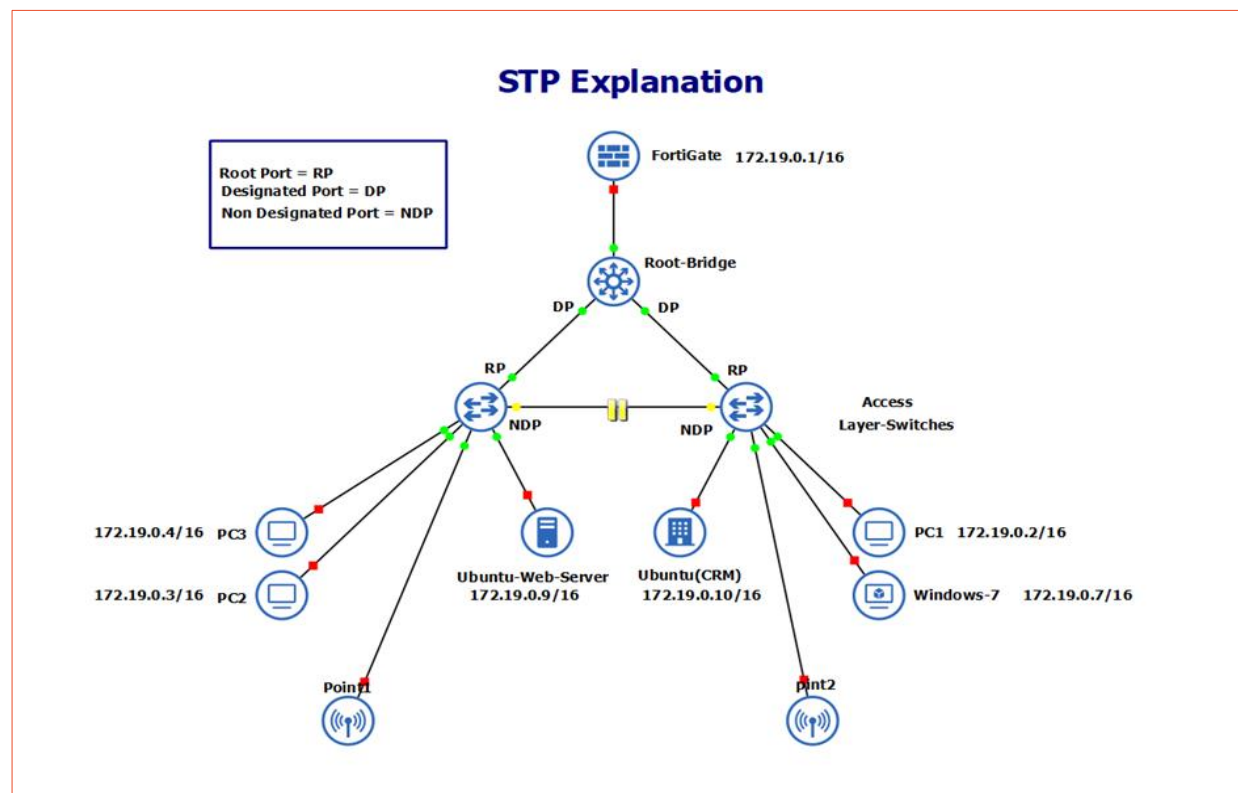 STP Explanation
Root Port = RP
Designated Port = DP
Non Designated Port = NDP
FortiGate 172.19.0.1/16
Root-Bridge
DP DP
RP RP
NDP NDP
Access
Layer-Switches
172.19.0.4/16 PC3
PC1 172.19.0.2/16
Ubuntu-Web-Server
172.19.0.9/16
Ubuntu(CRM)
172.19.0.10/16
172.19.0.3/16 PC2
Windows-7 172.19.0.7/16
Point1
pint2